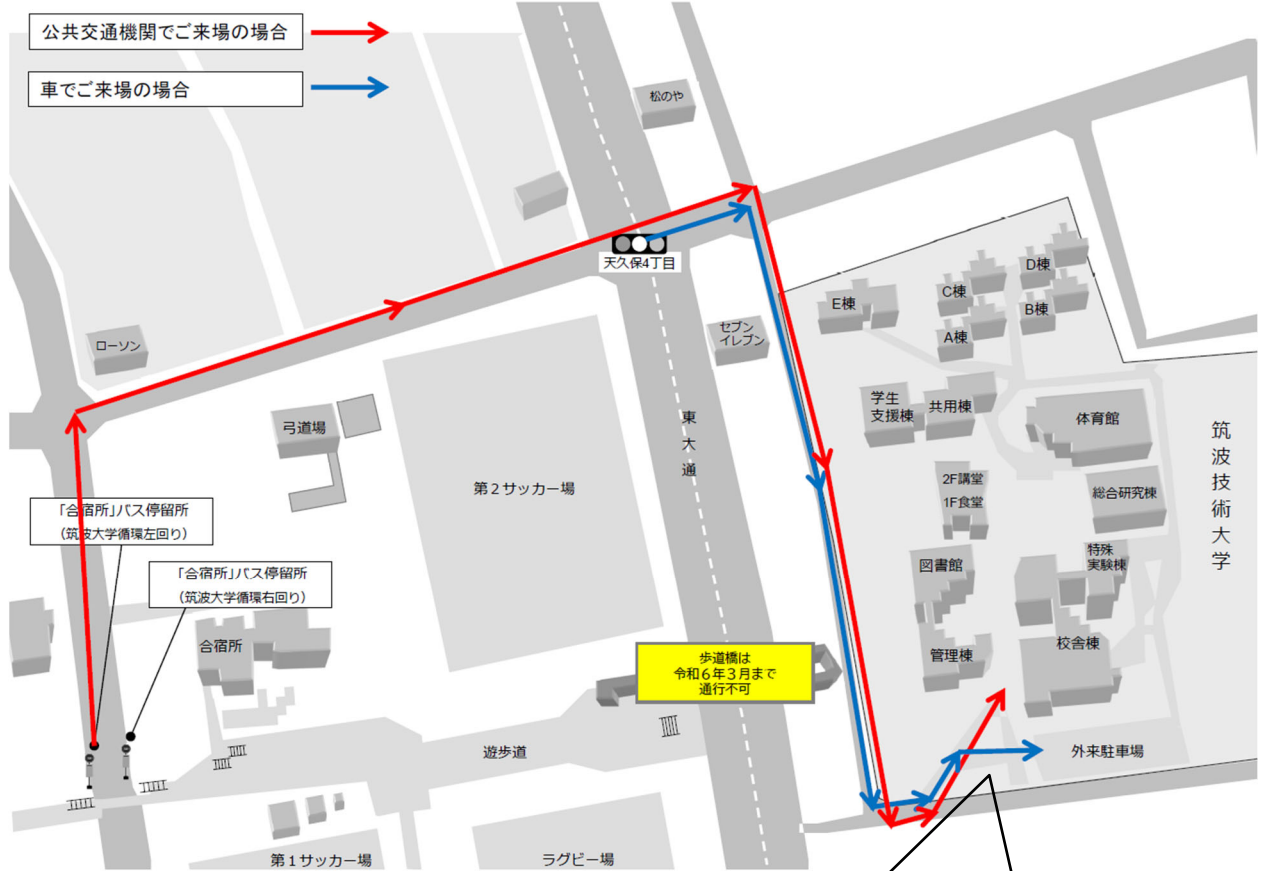 公共交通機関でご来場の場合
車でご来場の場合
松のや
天久保4丁目
ローソン
セブン
イレブン
E棟
C棟
D棟
A棟
B棟
弓道場
第２サッカー場
東大通
学生
支援棟
共用棟
体育館
筑波技術大学
2F講堂
1F食堂
総合研究棟
「合宿所」バス停留所
(筑波大学循環左回り)
「合宿所」バス停留所
(筑波大学循環右回り)
図書館
特殊
実験棟
合宿所
歩道橋は
令和６年３月まで
通行不可
管理棟
校舎棟
遊歩道
外来駐車場
第１サッカー場
ラグビー場